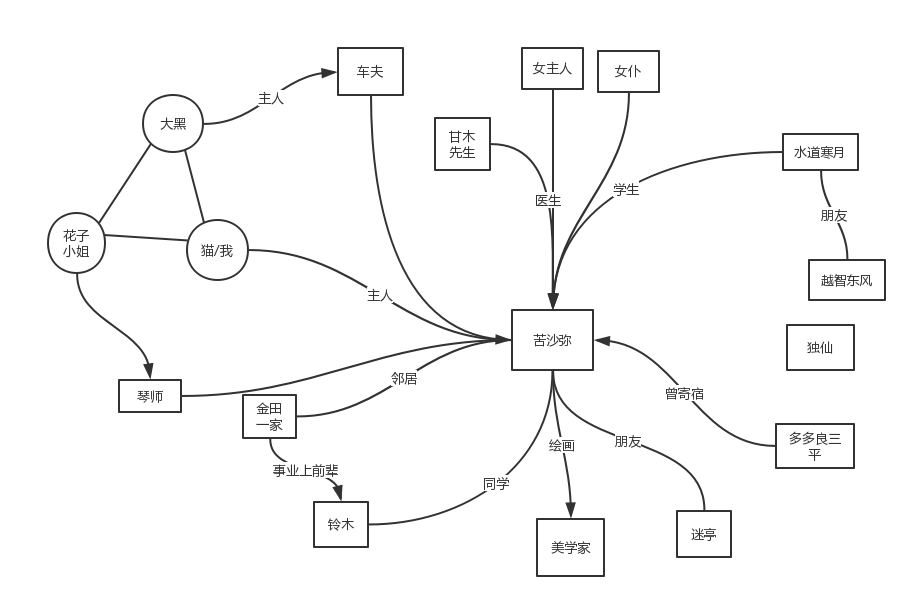 车夫
女主人
女仆
主人
大黑
甘木
先生
水道寒月
医生
学生
朋友
花子
小姐
猫/我
越智东风
主人
苦沙弥
独仙
邻居
琴师
曾寄宿
金田
一家
绘画
朋友
多多良三
平
事业上前辈
同学
铃木
美学家
迷亭